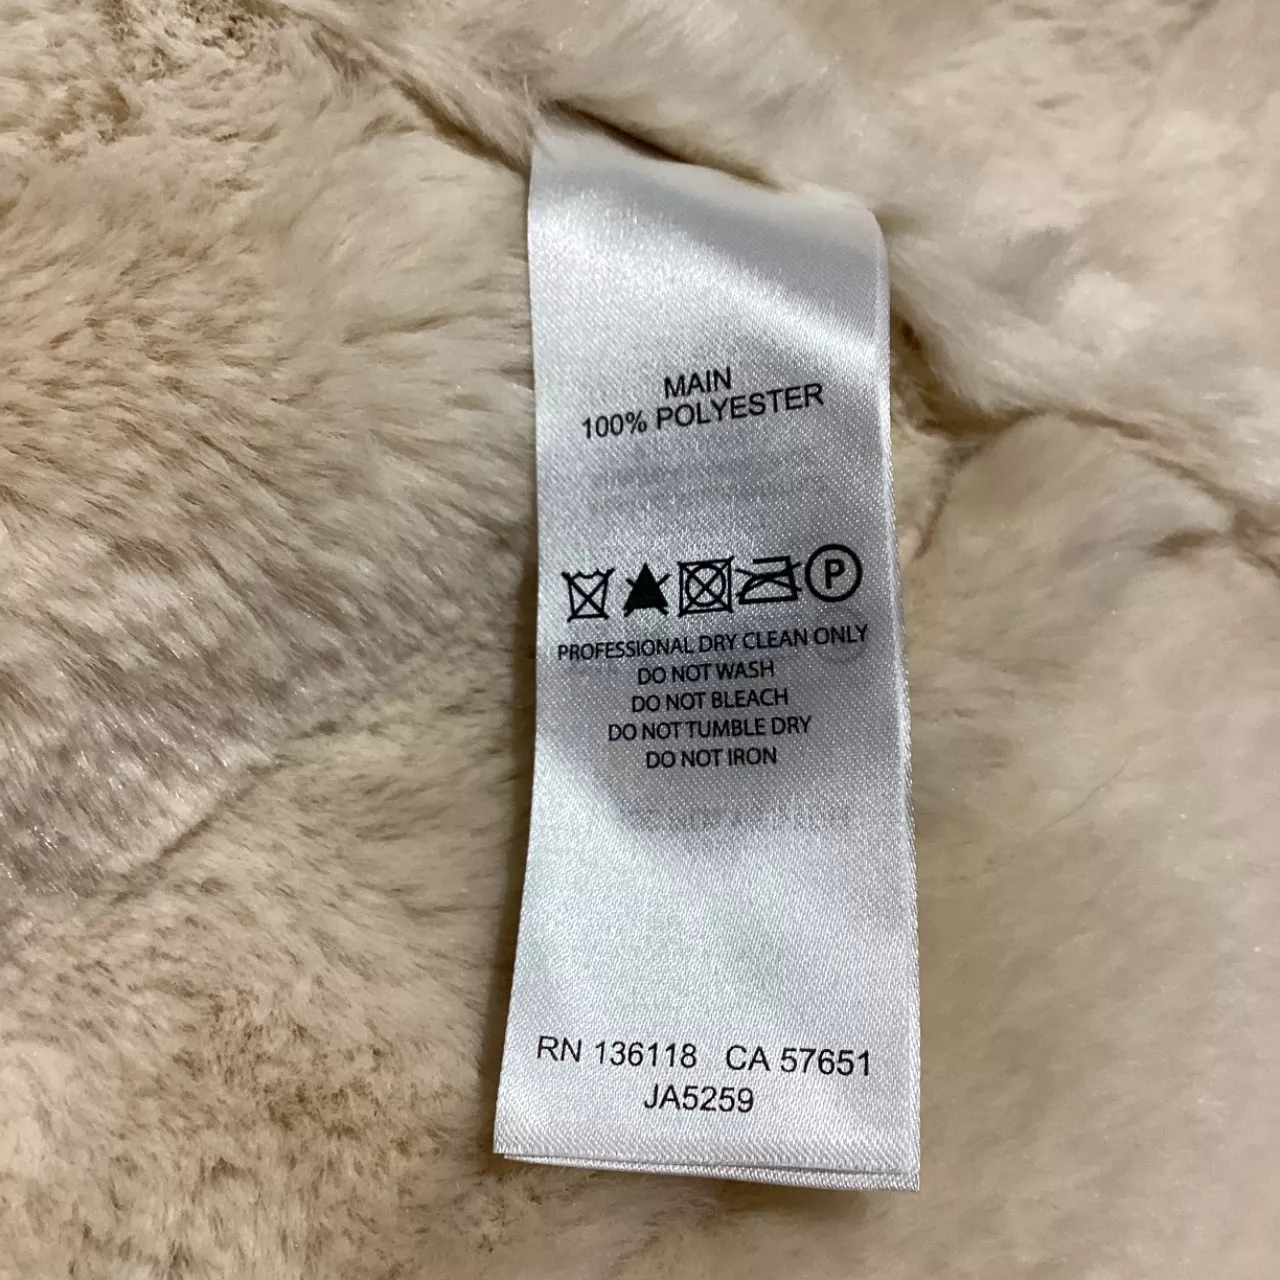 MAIN
100% POLYESTER
P
PROFESSIONAL DRY CLEAN ONLY
DO NOT WASH
DO NOT BLEACH
DO NOT TUMBLE DRY
DO NOT IRON
RN 136118 CA 57651
JA5259